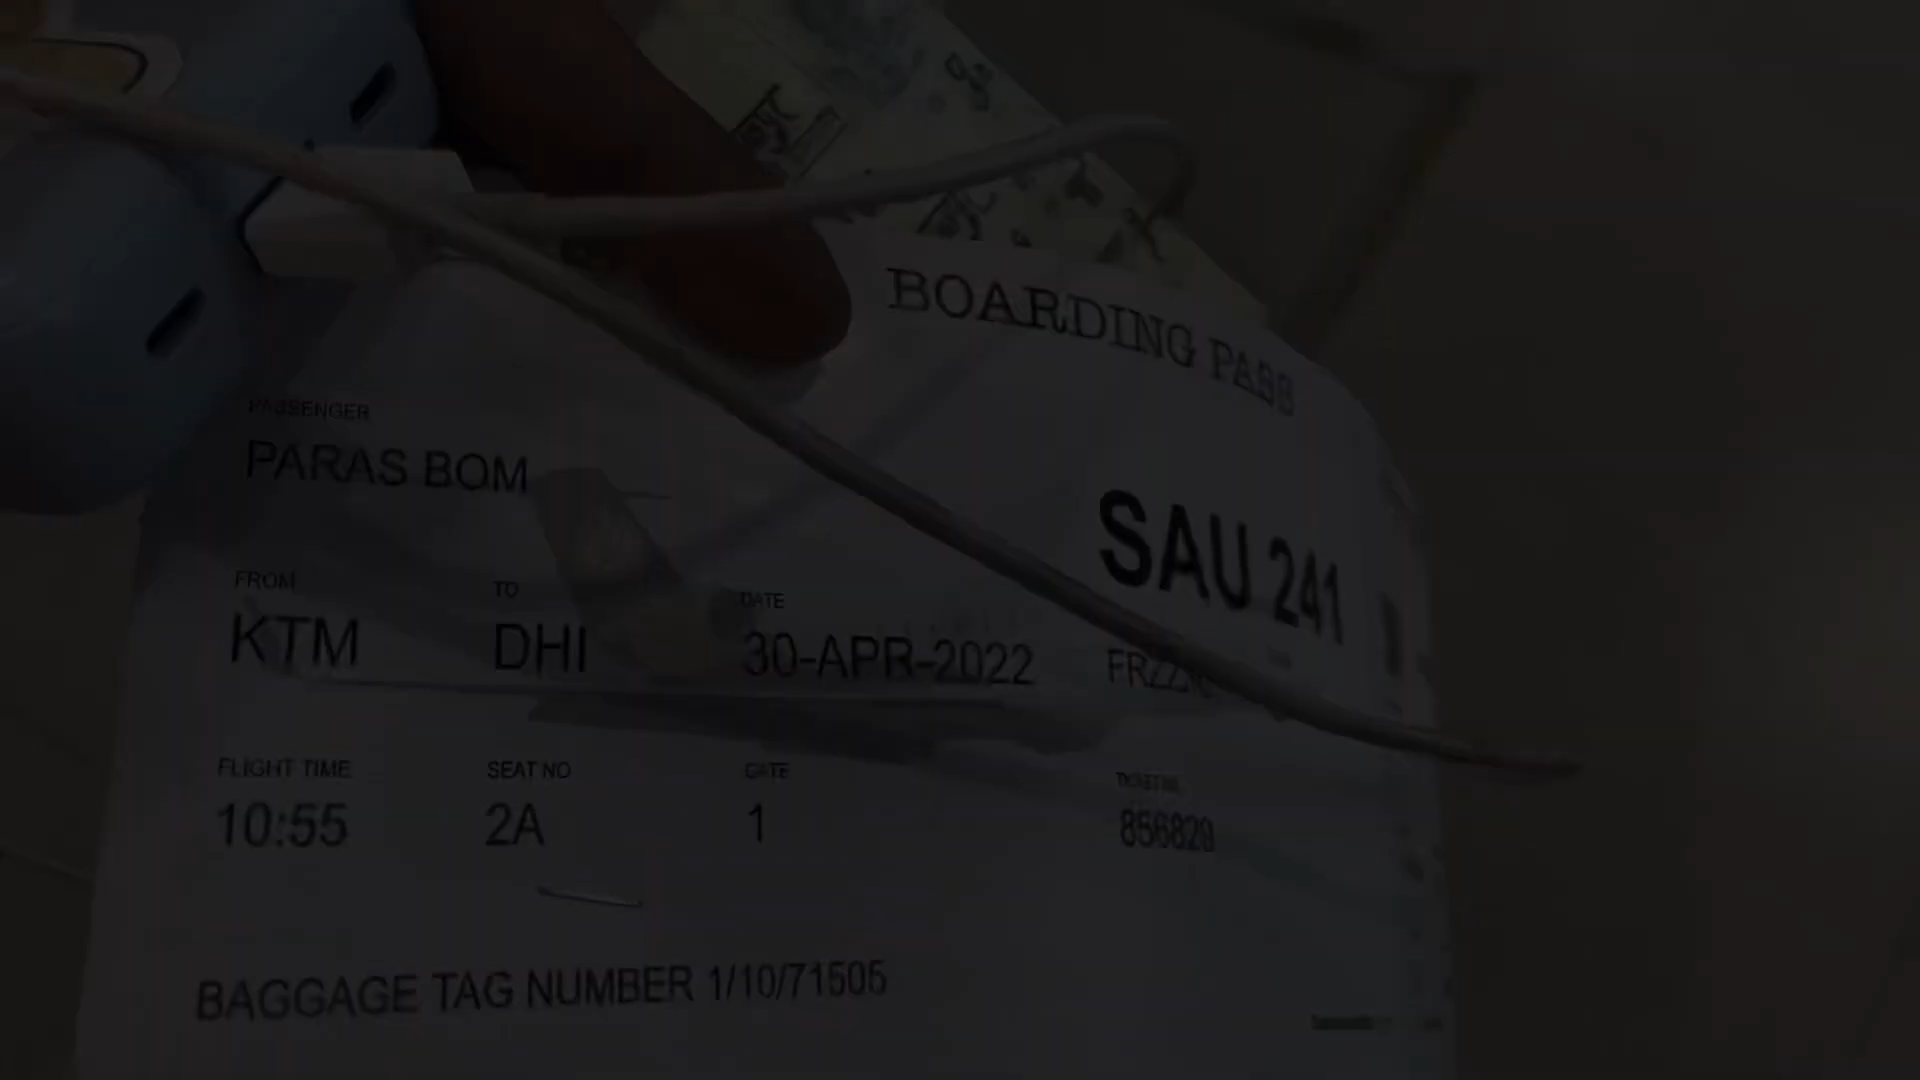 BOARDING PASS
PASSENGER
PARAS BOM
SAU 241
FROM TO DATE
KTM DHI 30-APR-2022
FLIGHT TIME SEAT NO GATE
10:55 2A 1 856820
BAGGAGE TAG NUMBER 1/10/71505